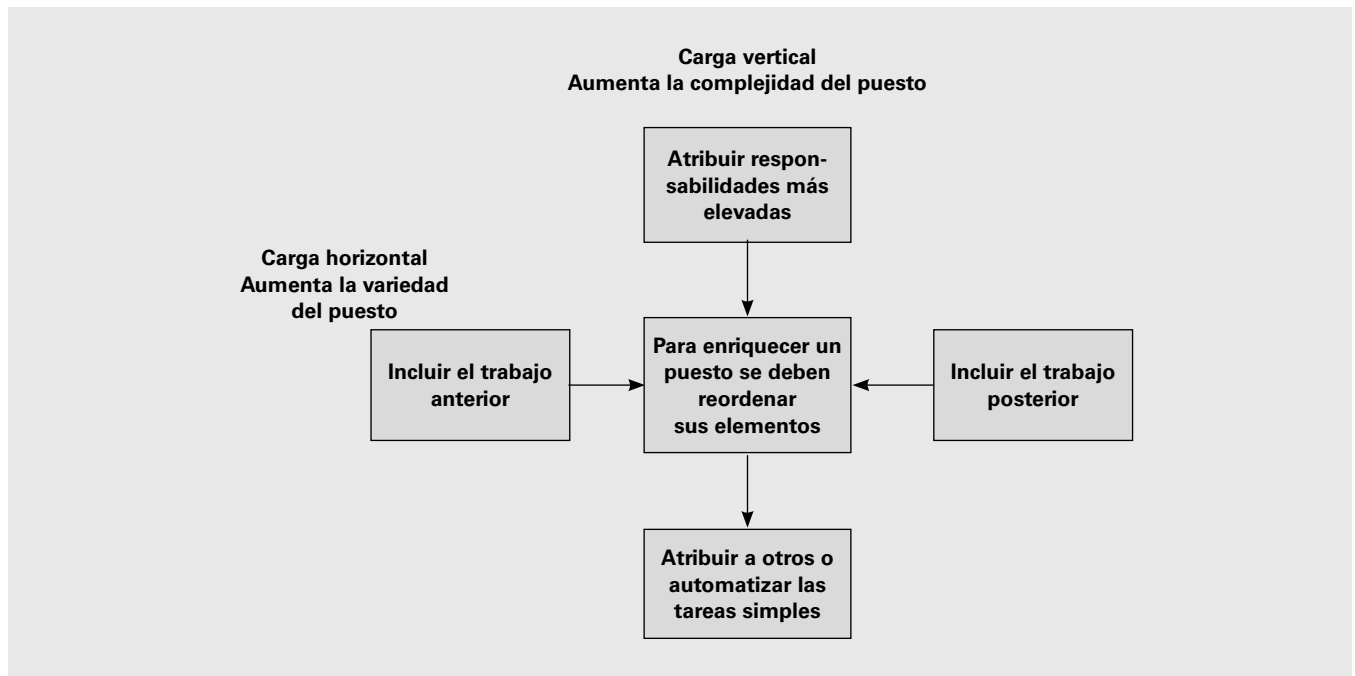 Carga vertical
Aumenta la complejidad del puesto
Atribuir respon-
sabilidades más
elevadas
Carga horizontal
Aumenta la variedad
del puesto
Incluir el trabajo
anterior
Para enriquecer un
puesto se deben
reordenar
sus elementos
Incluir el trabajo
posterior
Atribuir a otros o
automatizar las
tareas simples